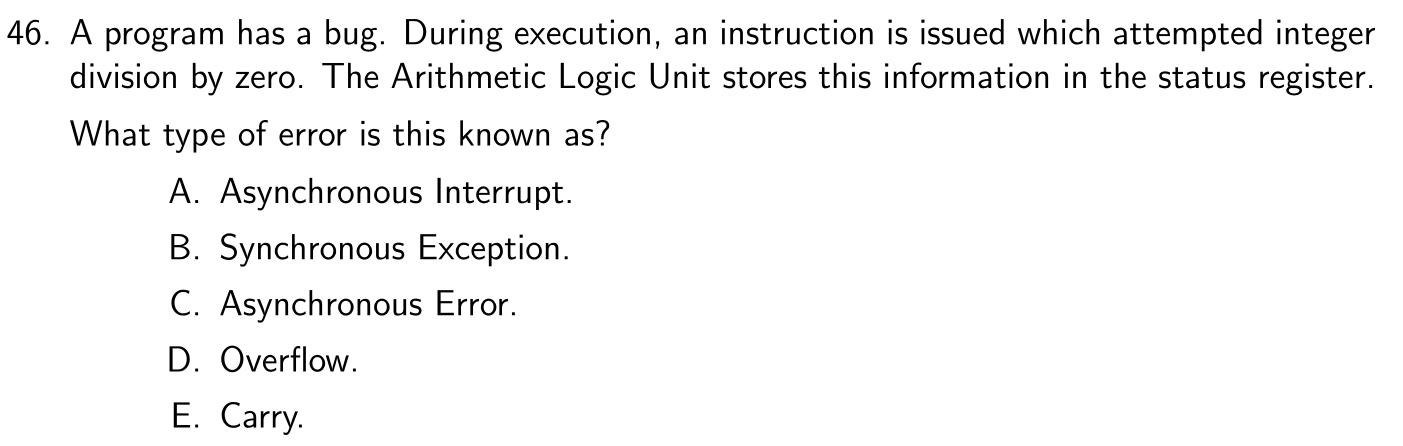 46. A program has a bug. During execution, an instruction is issued which attempted integer
division by zero. The Arithmetic Logic Unit stores this information in the status register.
What type of error is this known as?
A. Asynchronous Interrupt.
B. Synchronous Exception.
C. Asynchronous Error.
D. Overflow.
E. Carry.